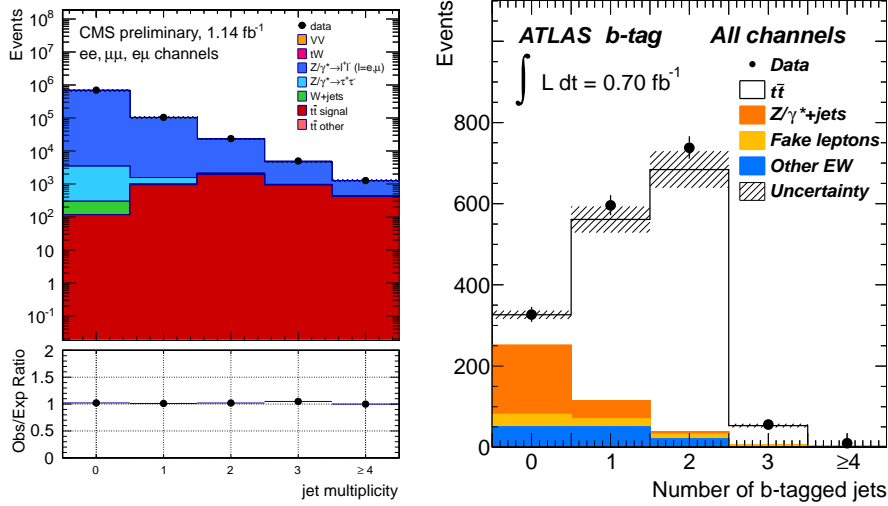 Events
10⁸
10⁷
10⁶
10⁵
10⁴
10³
10²
10
1
10⁻¹
CMS preliminary, 1.14 fb⁻¹
ee, μμ, eμ channels
data
VV
tW
Z/γ*→l⁺l⁻ (l=e,μ)
Z/γ*→τ⁺τ⁻
W+jets
tt̄ signal
tt̄ other
Obs/Exp Ratio
2
1.5
1
0.5
0
0 1 2 3 ≥ 4
jet multiplicity
Events
800
600
400
200
0
ATLAS b-tag All channels
∫ L dt = 0.70 fb⁻¹
Data
tt̄
Z/γ*+jets
Fake leptons
Other EW
Uncertainty
0 1 2 3 ≥4
Number of b-tagged jets